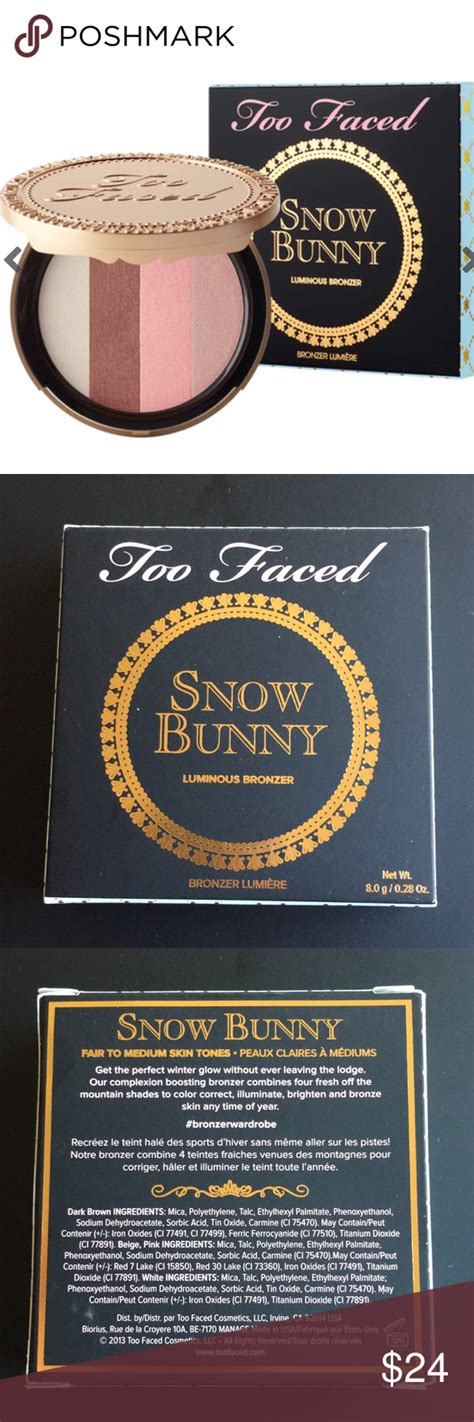 POSHMARK
Too Faced
Too Faced
SNOW
BUNNY
LUMINOUS BRONZER
BRONZER LUMIÈRE
Too Faced
SNOW
BUNNY
LUMINOUS BRONZER
BRONZER LUMIÈRE
Net Wt.
8.0 g / 0.28 Oz.
SNOW BUNNY
FAIR TO MEDIUM SKIN TONES • PEAUX CLAIRES À MÉDIUMS
Get the perfect winter glow without ever leaving the lodge.
Our complexion boosting bronzer combines four fresh off the
mountain shades to color correct, illuminate, brighten and bronze
skin any time of year.
#bronzerwardrobe
Recréez le teint halé des sports d'hiver sans même aller sur les pistes!
Notre bronzer combine 4 teintes fraiches venues des montagnes pour
corriger, hâler et illuminer le teint toute l'année.
Dark Brown INGREDIENTS: Mica, Polyethylene, Talc, Ethylhexyl Palmitate, Phenoxyethanol,
Sodium Dehydroacetate, Sorbic Acid, Tin Oxide, Carmine (CI 75470). May Contain/Peut
Contenir (+/-): Iron Oxides (CI 77491, CI 77499), Ferric Ferrocyanide (CI 77510), Titanium Dioxide
(CI 77891). Beige, Pink INGREDIENTS: Mica, Talc, Polyethylene, Ethylhexyl Palmitate,
Phenoxyethanol, Sodium Dehydroacetate, Sorbic Acid, Carmine (CI 75470).May Contain/Peut
Contenir (+/-): Red 7 Lake (CI 15850), Red 30 Lake (CI 73360), Iron Oxides (CI 77491), Titanium
Dioxide (CI 77891) White INGREDIENTS: Mica, Talc, Polyethylene, Ethylhexyl Palmitate;
Phenoxyethanol, Sodium Dehydroacetate, Sorbic Acid, Tin Oxide. May
Contain/Peut Contenir (+/-): Iron Oxides (CI 77491), Titanium Dioxide (CI 77891).
Dist. by/Distr. par Too Faced Cosmetics, LLC, Irvine, CA 92614 USA
Biorius, Rue de la Croyere 10A, BE-7170 MANAGE Made in USA/Fabriqué aux États-Unis
© 2013 Too Faced Cosmetics, LLC - All Rights Reserved/Tous droits réservés
www.toofaced.com
$24